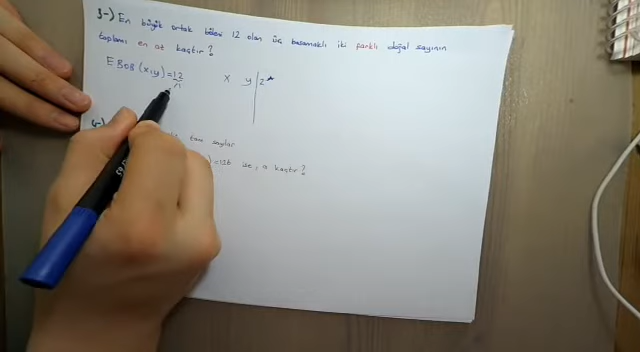 3-) En büyük ortak böleni 12 olan üç basamaklı iki farklı doğal sayının
toplamı en az kaçtır?
EBOB(x,y)=12
x y 2
tam sayılar
ise, a kaçtır?